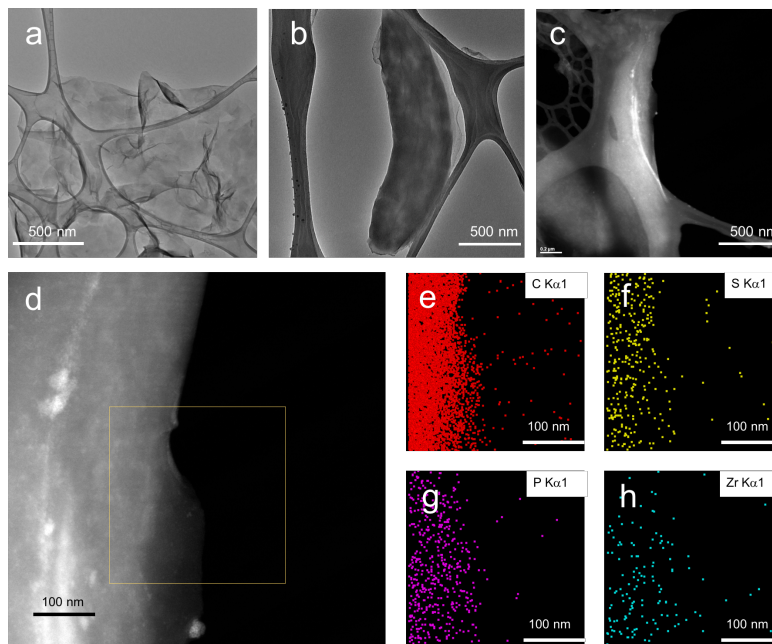 a
b
c
500 nm
500 nm
0.2 µm
500 nm
d
100 nm
e
C Kα1
100 nm
f
S Kα1
100 nm
g
P Kα1
100 nm
h
Zr Kα1
100 nm